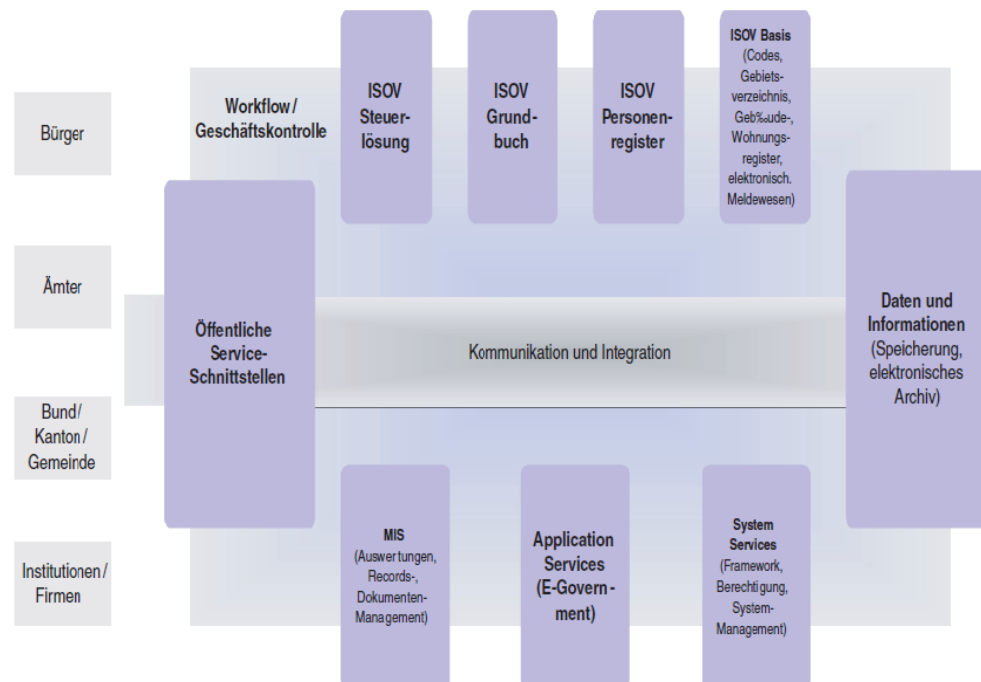 Bürger
Ämter
Bund/
Kanton/
Gemeinde
Institutionen/
Firmen
Workflow/
Geschäftskontrolle
ISOV
Steuer-
lösung
ISOV
Grund-
buch
ISOV
Personen-
register
ISOV Basis
(Codes,
Gebiets-
verzeichnis,
Geb‰ude-,
Wohnungs-
register,
elektronisch.
Meldewesen)
Öffentliche
Service-
Schnittstellen
Kommunikation und Integration
Daten und
Informationen
(Speicherung,
elektronisches
Archiv)
MIS
(Auswertungen,
Records-,
Dokumenten-
Management)
Application
Services
(E-Govern-
ment)
System
Services
(Framework,
Berechtigung,
System-
Management)